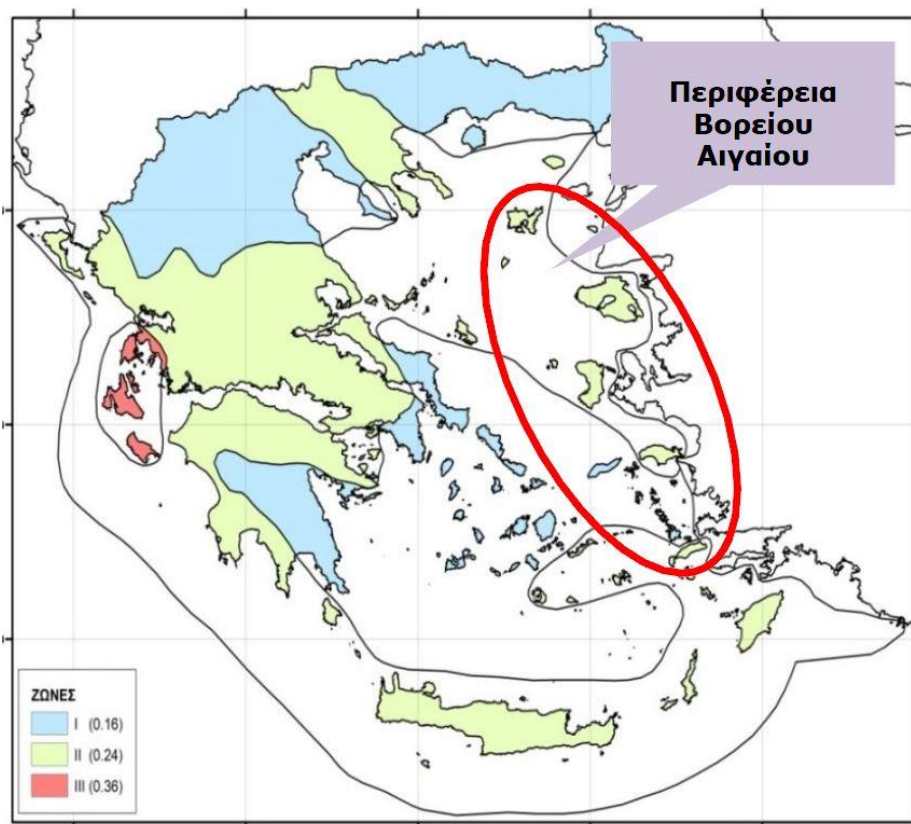 Περιφέρεια
Βορείου
Αιγαίου
ΖΩΝΕΣ
I (0.16)
II (0.24)
III (0.36)